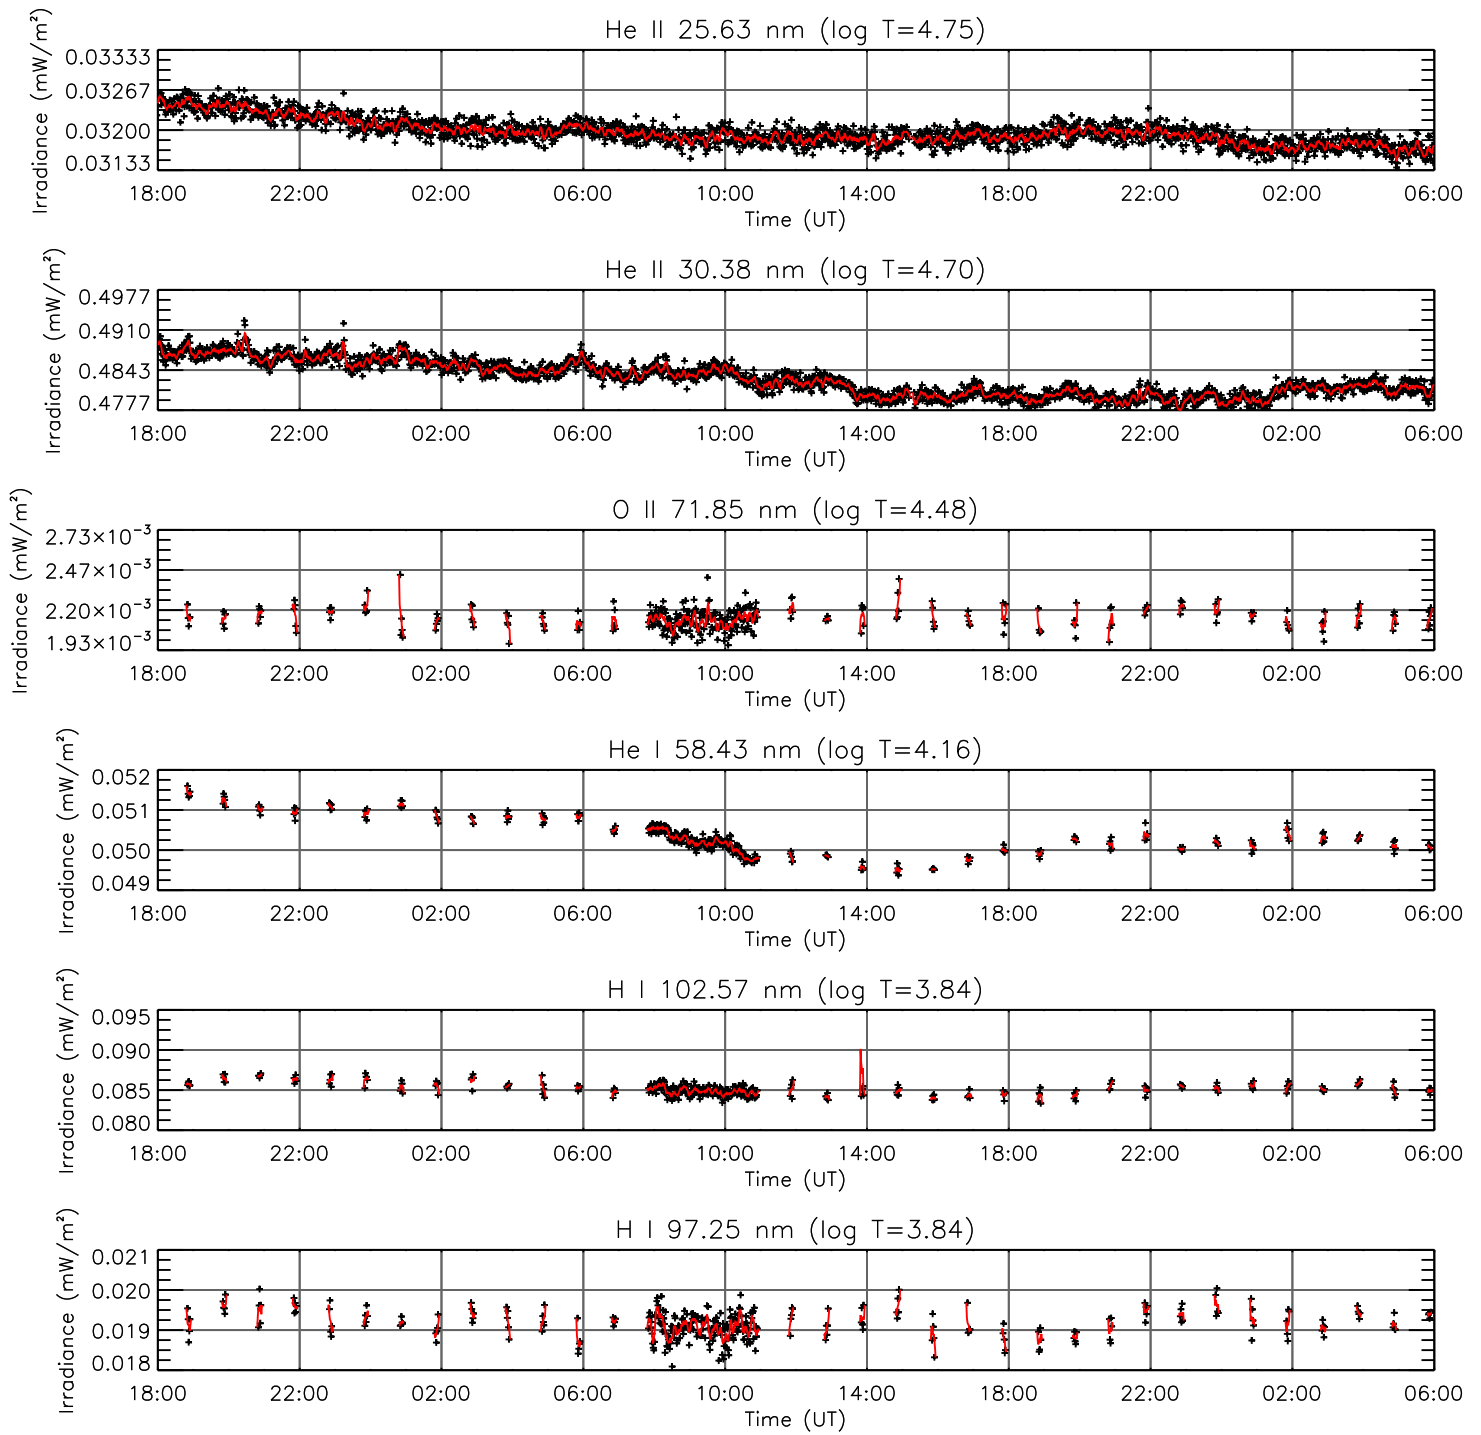 He II 25.63 nm (log T=4.75)
Irradiance (mW/m²)
0.03333
0.03267
0.03200
0.03133
18:00 22:00 02:00 06:00 10:00 14:00 18:00 22:00 02:00 06:00
Time (UT)
He II 30.38 nm (log T=4.70)
Irradiance (mW/m²)
0.4977
0.4910
0.4843
0.4777
18:00 22:00 02:00 06:00 10:00 14:00 18:00 22:00 02:00 06:00
Time (UT)
O II 71.85 nm (log T=4.48)
Irradiance (mW/m²)
2.73×10⁻³
2.47×10⁻³
2.20×10⁻³
1.93×10⁻³
18:00 22:00 02:00 06:00 10:00 14:00 18:00 22:00 02:00 06:00
Time (UT)
He I 58.43 nm (log T=4.16)
Irradiance (mW/m²)
0.052
0.051
0.050
0.049
18:00 22:00 02:00 06:00 10:00 14:00 18:00 22:00 02:00 06:00
Time (UT)
H I 102.57 nm (log T=3.84)
Irradiance (mW/m²)
0.095
0.090
0.085
0.080
18:00 22:00 02:00 06:00 10:00 14:00 18:00 22:00 02:00 06:00
Time (UT)
H I 97.25 nm (log T=3.84)
Irradiance (mW/m²)
0.021
0.020
0.019
0.018
18:00 22:00 02:00 06:00 10:00 14:00 18:00 22:00 02:00 06:00
Time (UT)